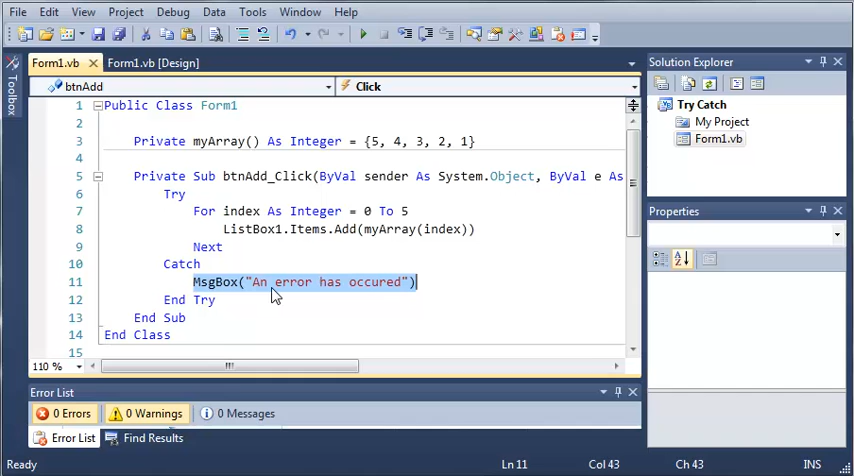 File Edit View Project Debug Data Tools Window Help
Form1.vb Form1.vb [Design]
btnAdd Click
Toolbox
1 Public Class Form1
2
3 Private myArray() As Integer = {5, 4, 3, 2, 1}
4
5 Private Sub btnAdd_Click(ByVal sender As System.Object, ByVal e As
6 Try
7 For index As Integer = 0 To 5
8 ListBox1.Items.Add(myArray(index))
9 Next
10 Catch
11 MsgBox("An error has occured")
12 End Try
13 End Sub
14 End Class
15
110 %
Error List
0 Errors 0 Warnings 0 Messages
Error List Find Results
Solution Explorer
Try Catch
My Project
Form1.vb
Properties
Ready Ln 11 Col 43 Ch 43 INS